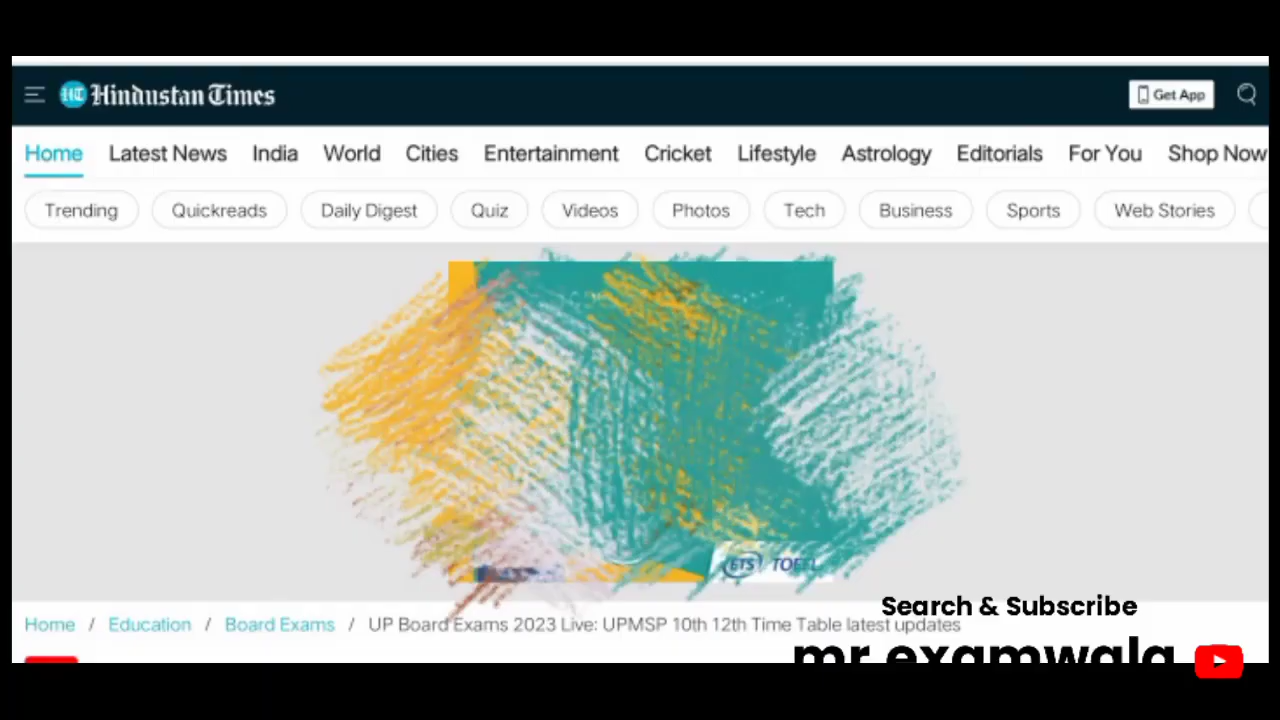 HT Hindustan Times
Get App
Home Latest News India World Cities Entertainment Cricket Lifestyle Astrology Editorials For You Shop Now
Trending Quickreads Daily Digest Quiz Videos Photos Tech Business Sports Web Stories
ETS TOEFL
Search & Subscribe
Home / Education / Board Exams / UP Board Exams 2023 Live: UPMSP 10th 12th Time Table latest updates
mr examwala